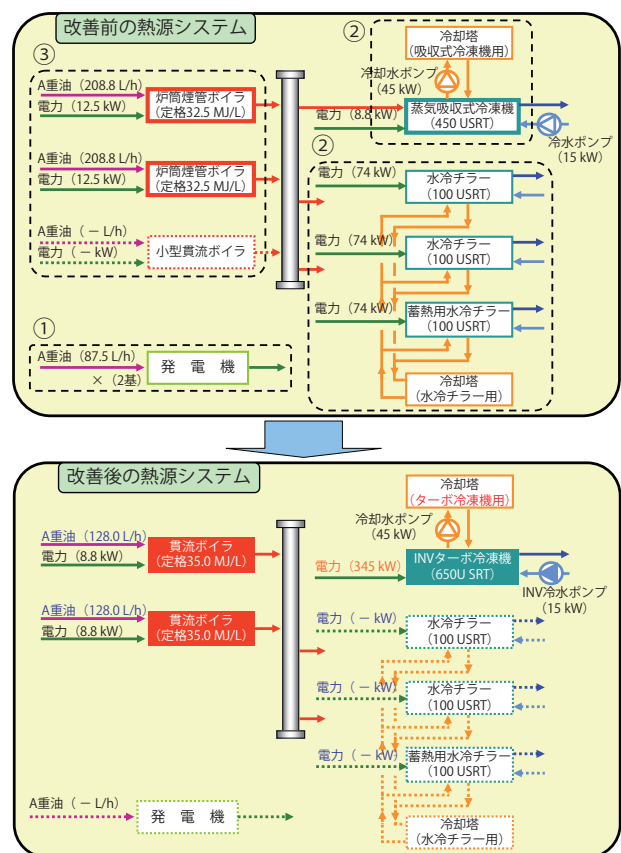 改善前の熱源システム
③
A重油（208.8 L/h）
電力（12.5 kW）
炉筒煙管ボイラ
（定格32.5 MJ/L）
A重油（208.8 L/h）
電力（12.5 kW）
炉筒煙管ボイラ
（定格32.5 MJ/L）
A重油（ − L/h）
電力（ − kW）
小型貫流ボイラ
①
A重油（87.5 L/h）
×（2基）
発 電 機
②
冷却塔
（吸収式冷凍機用）
冷却水ポンプ
（45 kW）
電力（8.8 kW）
蒸気吸収式冷凍機
（450 USRT）
冷水ポンプ
（15 kW）
②
電力（74 kW）
水冷チラー
（100 USRT）
電力（74 kW）
水冷チラー
（100 USRT）
電力（74 kW）
蓄熱用水冷チラー
（100 USRT）
冷却塔
（水冷チラー用）
改善後の熱源システム
A重油（128.0 L/h）
電力（8.8 kW）
貫流ボイラ
（定格35.0 MJ/L）
A重油（128.0 L/h）
電力（8.8 kW）
貫流ボイラ
（定格35.0 MJ/L）
A重油（ − L/h）
発 電 機
冷却塔
（ターボ冷凍機用）
冷却水ポンプ
（45 kW）
電力（345 kW）
INVターボ冷凍機
（650U SRT）
INV冷水ポンプ
（15 kW）
電力（ − kW）
水冷チラー
（100 USRT）
電力（ − kW）
水冷チラー
（100 USRT）
電力（ − kW）
蓄熱用水冷チラー
（100 USRT）
冷却塔
（水冷チラー用）